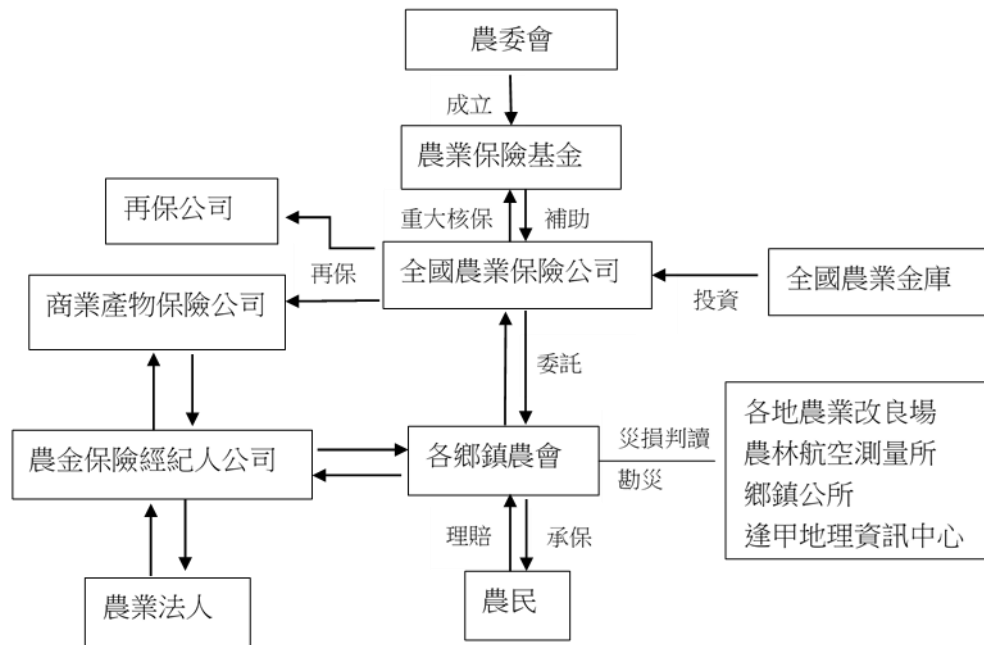 農委會
成立
農業保險基金
再保公司
重大核保
補助
再保
全國農業保險公司
全國農業金庫
投資
商業產物保險公司
委託
各地農業改良場
農林航空測量所
鄉鎮公所
逢甲地理資訊中心
災損判讀
勘災
農金保險經紀人公司
各鄉鎮農會
理賠
承保
農業法人
農民